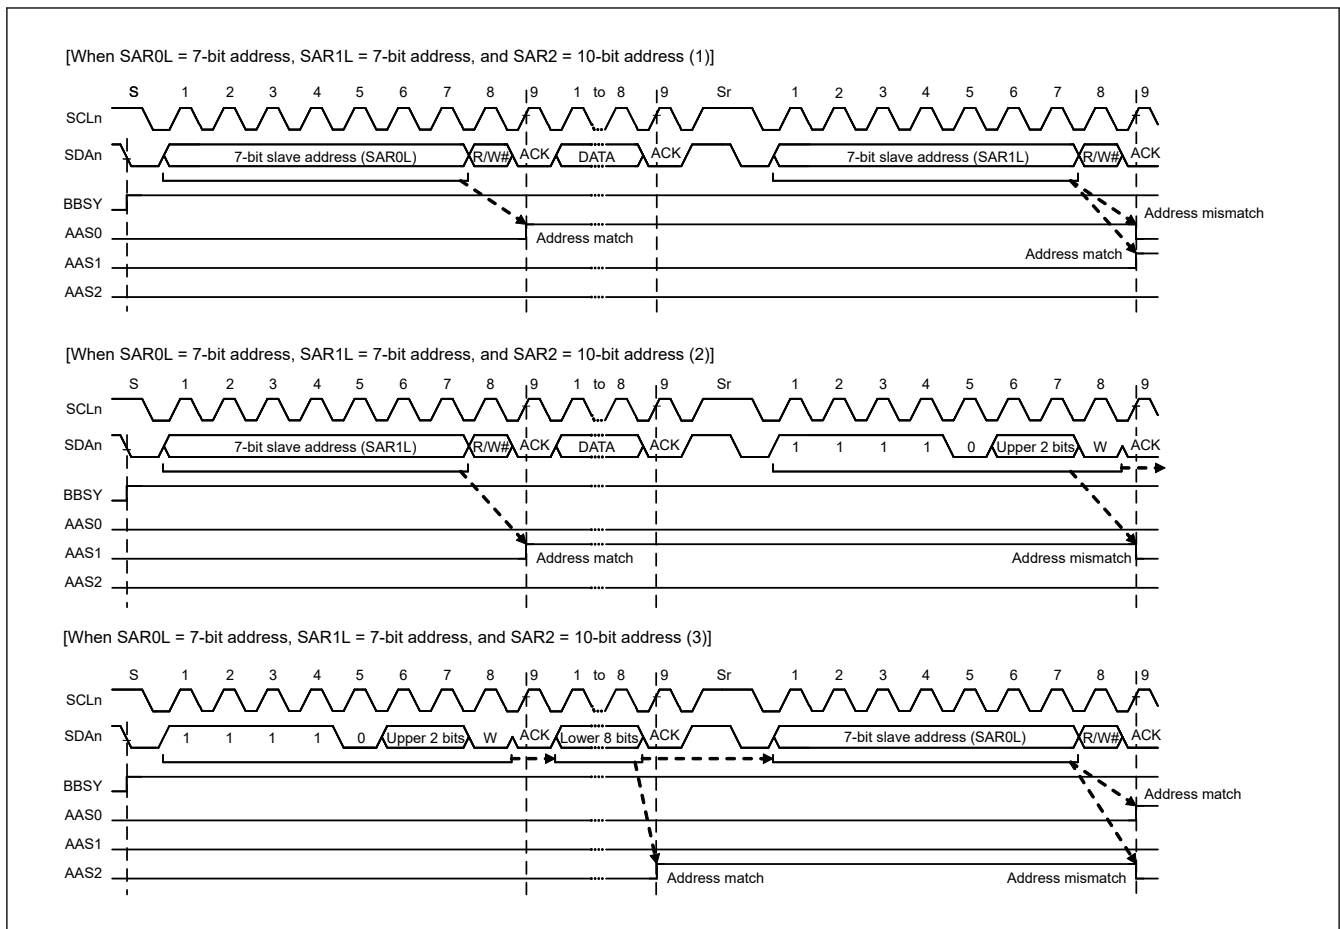 [When SAR0L = 7-bit address, SAR1L = 7-bit address, and SAR2 = 10-bit address (1)]
S 1 2 3 4 5 6 7 8 9 1 to 8 9 Sr 1 2 3 4 5 6 7 8 9
SCLn
SDAn 7-bit slave address (SAR0L) R/W# ACK DATA ACK 7-bit slave address (SAR1L) R/W# ACK
BBSY
Address mismatch
AAS0 Address match
AAS1 Address match
AAS2
[When SAR0L = 7-bit address, SAR1L = 7-bit address, and SAR2 = 10-bit address (2)]
S 1 2 3 4 5 6 7 8 9 1 to 8 9 Sr 1 2 3 4 5 6 7 8 9
SCLn
SDAn 7-bit slave address (SAR1L) R/W# ACK DATA ACK 1 1 1 1 0 Upper 2 bits W ACK
BBSY
AAS0
AAS1 Address match Address mismatch
AAS2
[When SAR0L = 7-bit address, SAR1L = 7-bit address, and SAR2 = 10-bit address (3)]
S 1 2 3 4 5 6 7 8 9 1 to 8 9 Sr 1 2 3 4 5 6 7 8 9
SCLn
SDAn 1 1 1 1 0 Upper 2 bits W ACK Lower 8 bits ACK 7-bit slave address (SAR0L) R/W# ACK
BBSY
Address match
AAS0
AAS1
AAS2 Address match Address mismatch